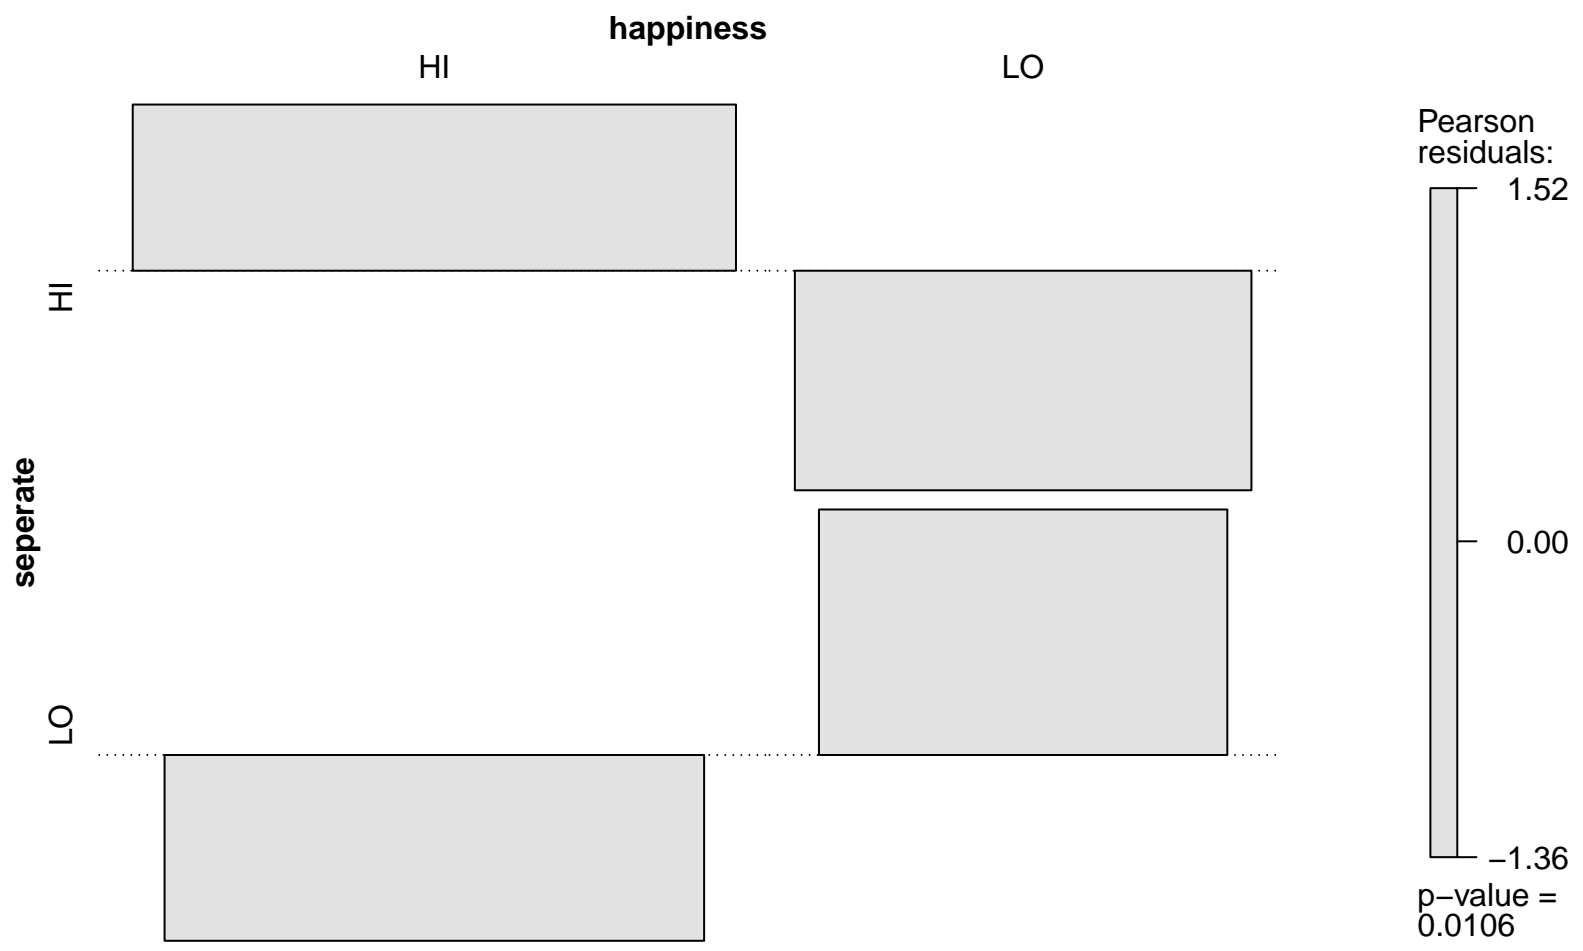 happiness
HI LO
HI
LO
seperate
Pearson
residuals:
1.52
0.00
−1.36
p−value =
0.0106